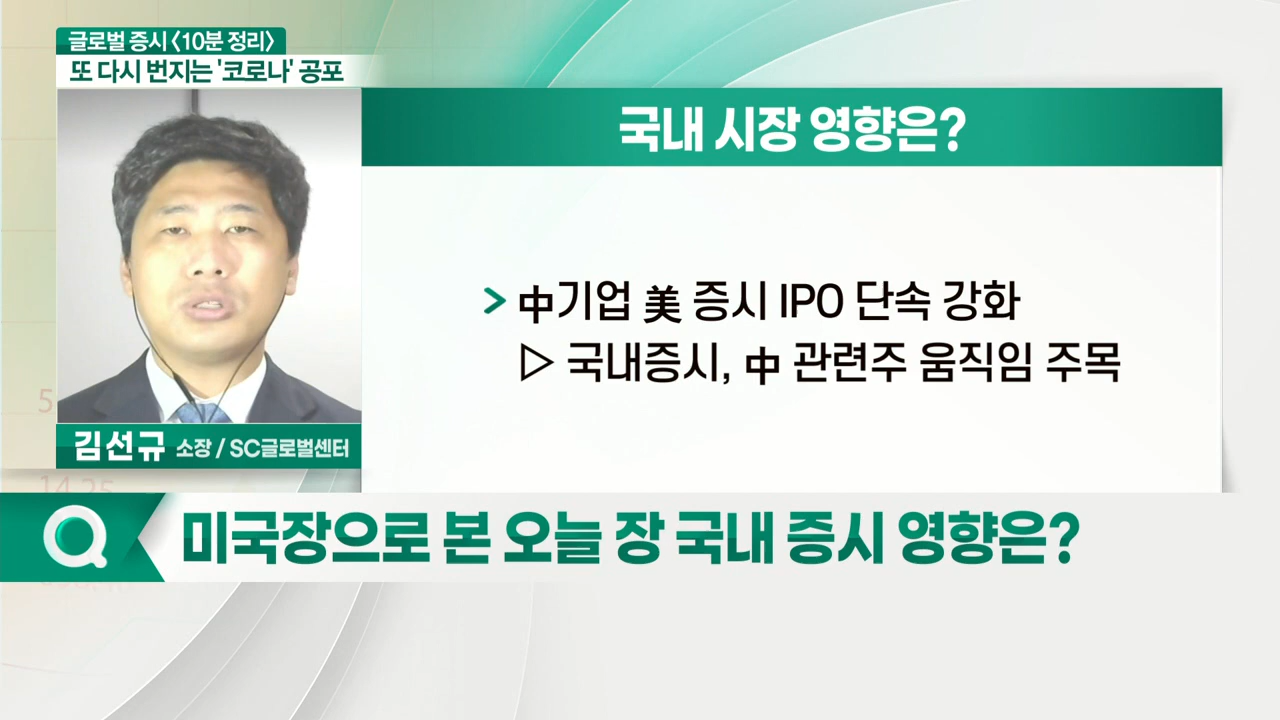 글로벌 증시 <10분 정리>
또 다시 번지는 '코로나' 공포
국내 시장 영향은?
> 中기업 美 증시 IPO 단속 강화
▷ 국내증시, 中 관련주 움직임 주목
김선규 소장 / SC글로벌센터
Q 미국장으로 본 오늘 장 국내 증시 영향은?